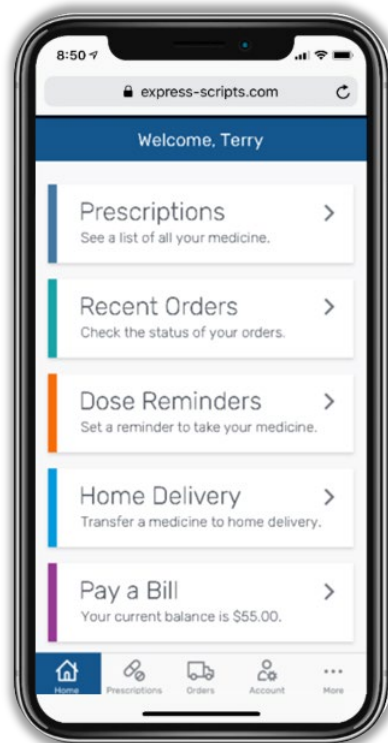 8:50
express-scripts.com
Welcome, Terry
Prescriptions
See a list of all your medicine.
Recent Orders
Check the status of your orders.
Dose Reminders
Set a reminder to take your medicine.
Home Delivery
Transfer a medicine to home delivery.
Pay a Bill
Your current balance is $55.00.
Home Prescriptions Orders Account More